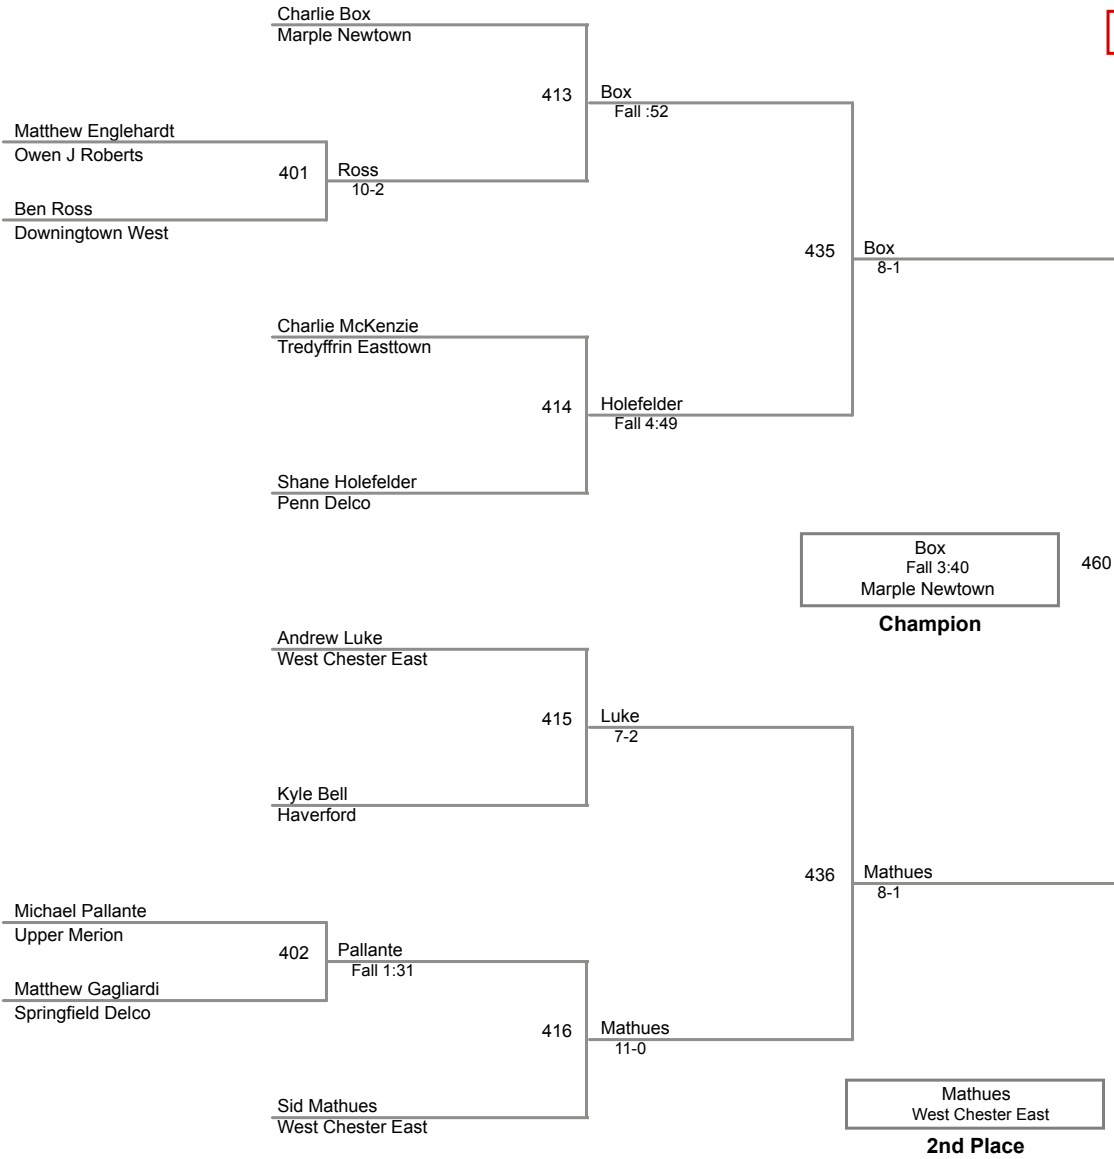 Charlie Box
Marple Newtown
413
Box
Fall :52
Matthew Englehardt
Owen J Roberts
401
Ross
10-2
Ben Ross
Downingtown West
435
Box
8-1
Charlie McKenzie
Tredyffrin Easttown
414
Holefelder
Fall 4:49
Shane Holefelder
Penn Delco
Box
Fall 3:40
Marple Newtown
460
Champion
Andrew Luke
West Chester East
415
Luke
7-2
Kyle Bell
Haverford
436
Mathues
8-1
Michael Pallante
Upper Merion
402
Pallante
Fall 1:31
Matthew Gagliardi
Springfield Delco
416
Mathues
11-0
Sid Mathues
West Chester East
Mathues
West Chester East
2nd Place